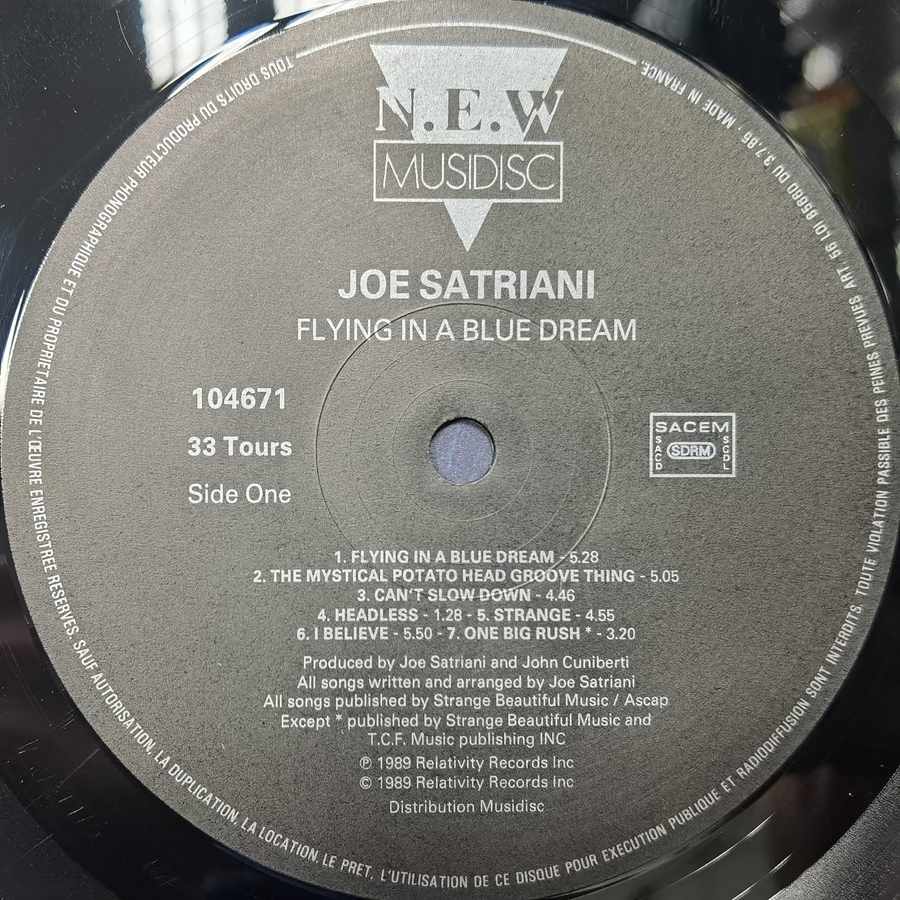 N.E.W
MUSIDISC
JOE SATRIANI
FLYING IN A BLUE DREAM
104671
33 Tours
Side One
SACEM
SACD
SDRM
SGDL
1. FLYING IN A BLUE DREAM - 5.28
2. THE MYSTICAL POTATO HEAD GROOVE THING - 5.05
3. CAN'T SLOW DOWN - 4.46
4. HEADLESS - 1.28 - 5. STRANGE - 4.55
6. I BELIEVE - 5.50 - 7. ONE BIG RUSH * - 3.20
Produced by Joe Satriani and John Cuniberti
All songs written and arranged by Joe Satriani
All songs published by Strange Beautiful Music / Ascap
Except * published by Strange Beautiful Music and
T.C.F. Music publishing INC
℗ 1989 Relativity Records Inc
© 1989 Relativity Records Inc
Distribution Musidisc
TOUS DROITS DU PRODUCTEUR PHONOGRAPHIQUE ET DU PROPRIETAIRE DE L'ŒUVRE ENREGISTREE RESERVES. SAUF AUTORISATION, LA DUPLICATION, LA LOCATION, LE PRET, L'UTILISATION DE CE DISQUE POUR EXECUTION PUBLIQUE ET RADIODIFFUSION SONT INTERDITS. TOUTE VIOLATION PASSIBLE DES PEINES PREVUES ART. 56 LOI 85660 DU 3.7.85 - MADE IN FRANCE.